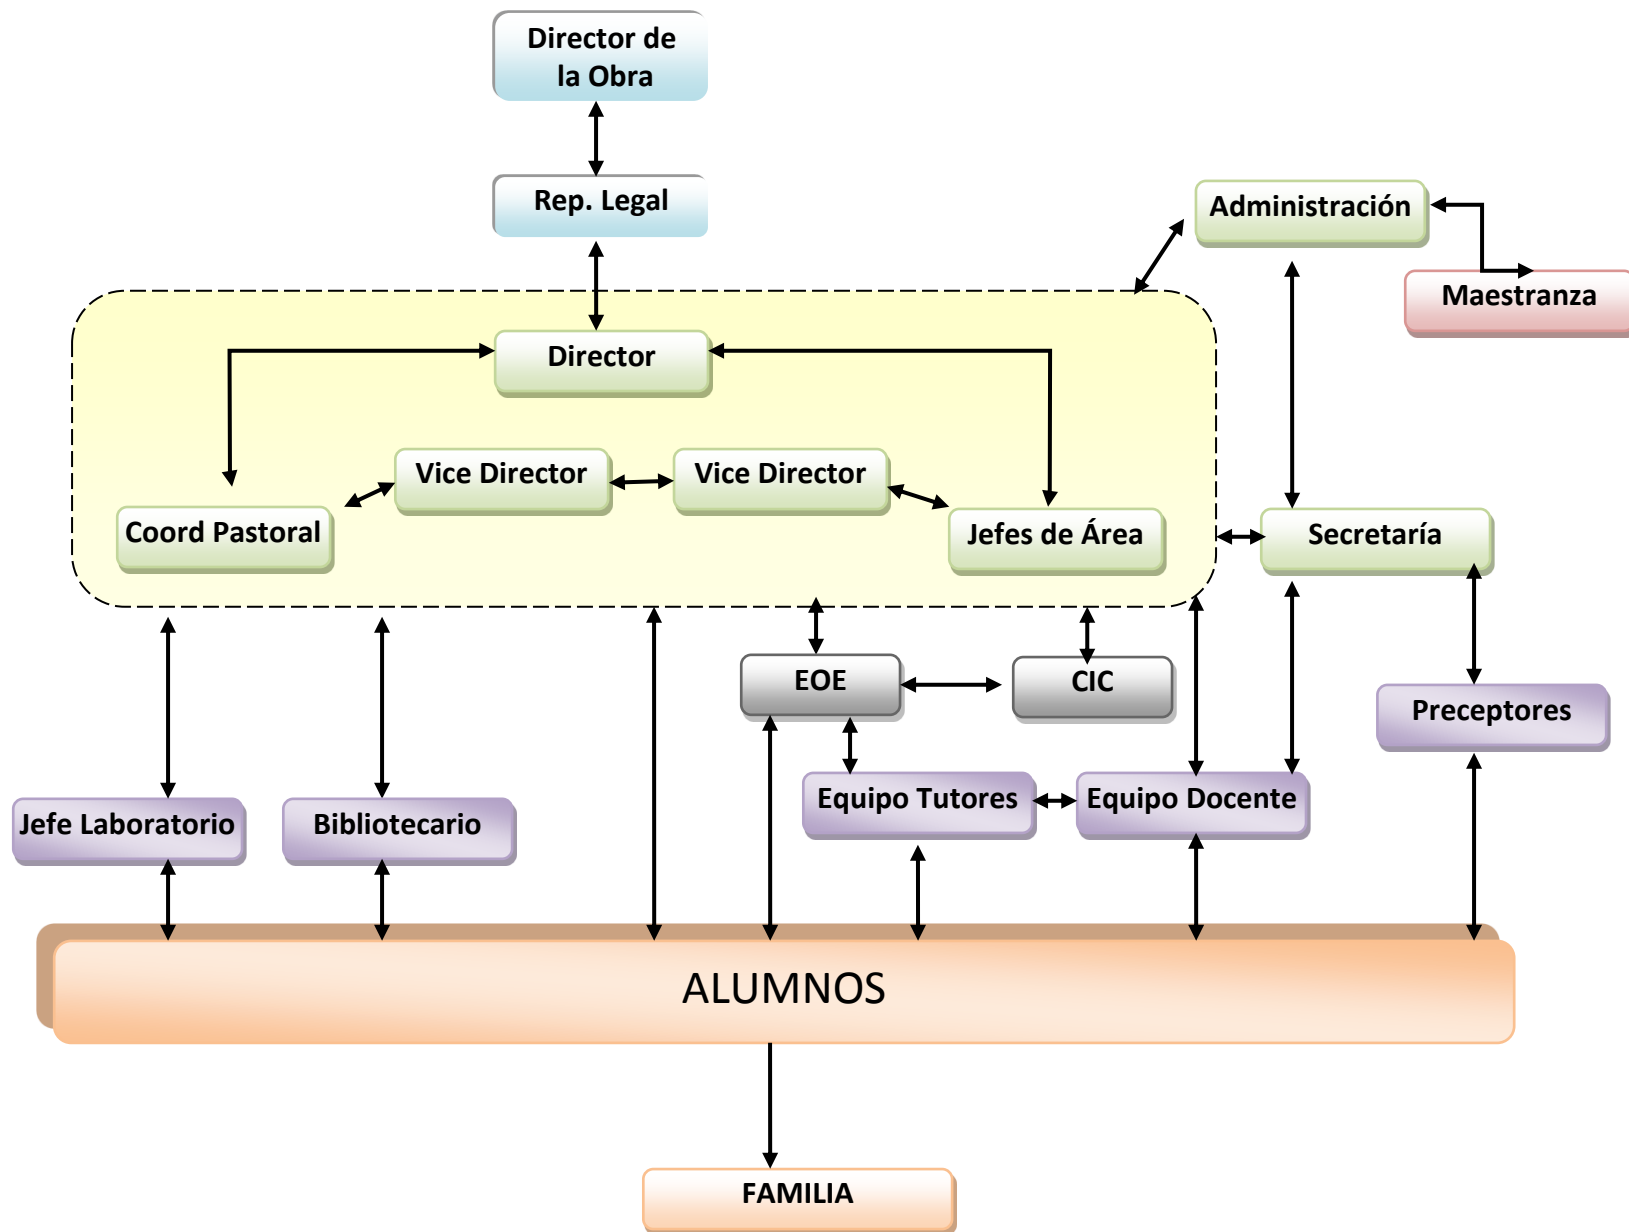 Director de
la Obra
Rep. Legal
Administración
Maestranza
Director
Vice Director
Vice Director
Coord Pastoral
Jefes de Área
Secretaría
EOE
CIC
Preceptores
Jefe Laboratorio
Bibliotecario
Equipo Tutores
Equipo Docente
ALUMNOS
FAMILIA